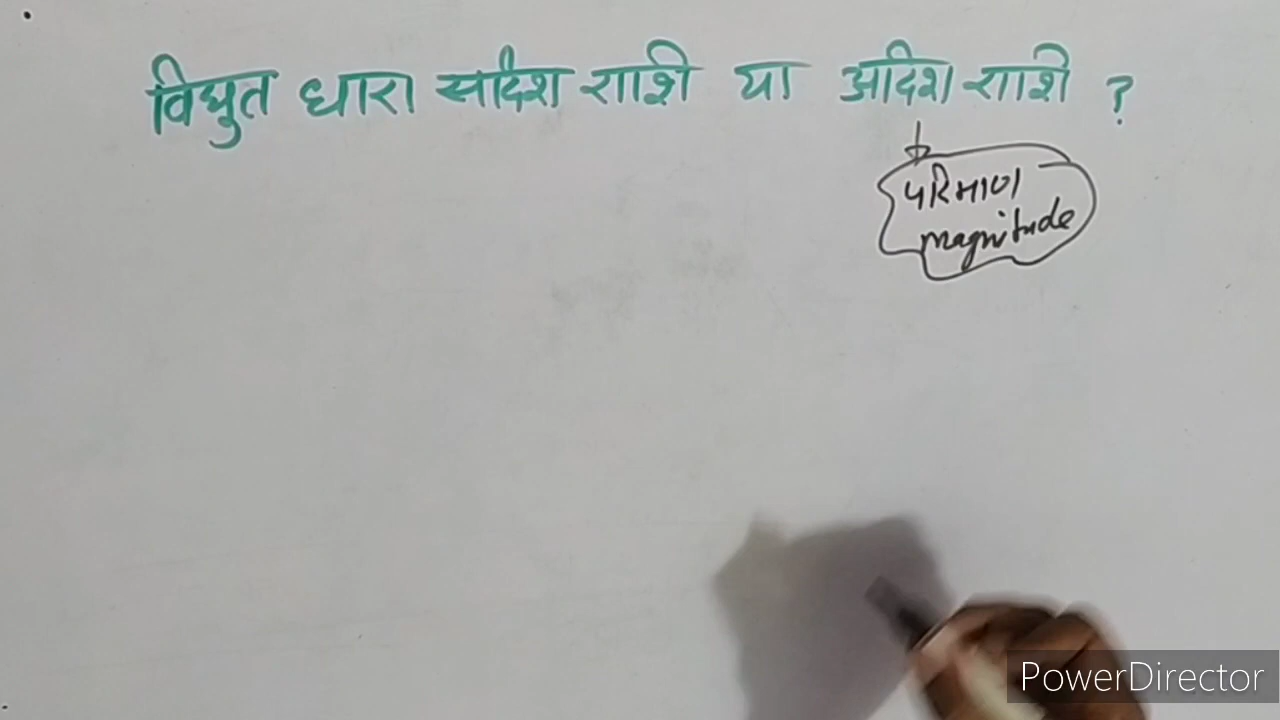 विद्युत धारा सदिश राशि या अदिश राशि ?
परिमाण
magnitude
PowerDirector